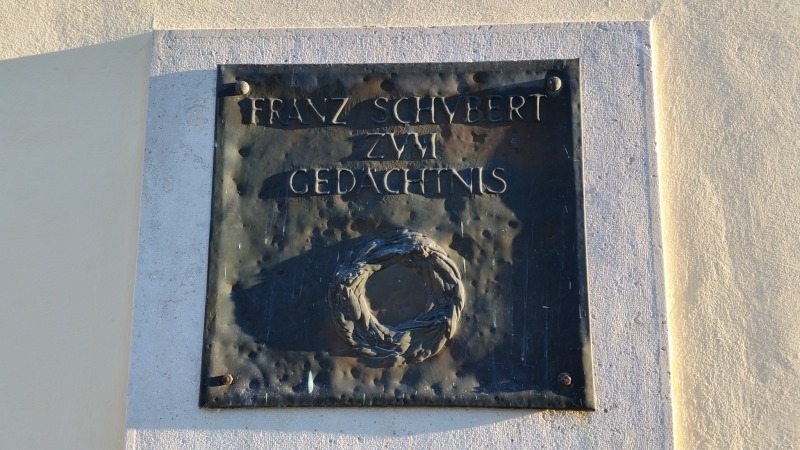 FRANZ SCHVBERT
ZVM
GEDÄCHTNIS